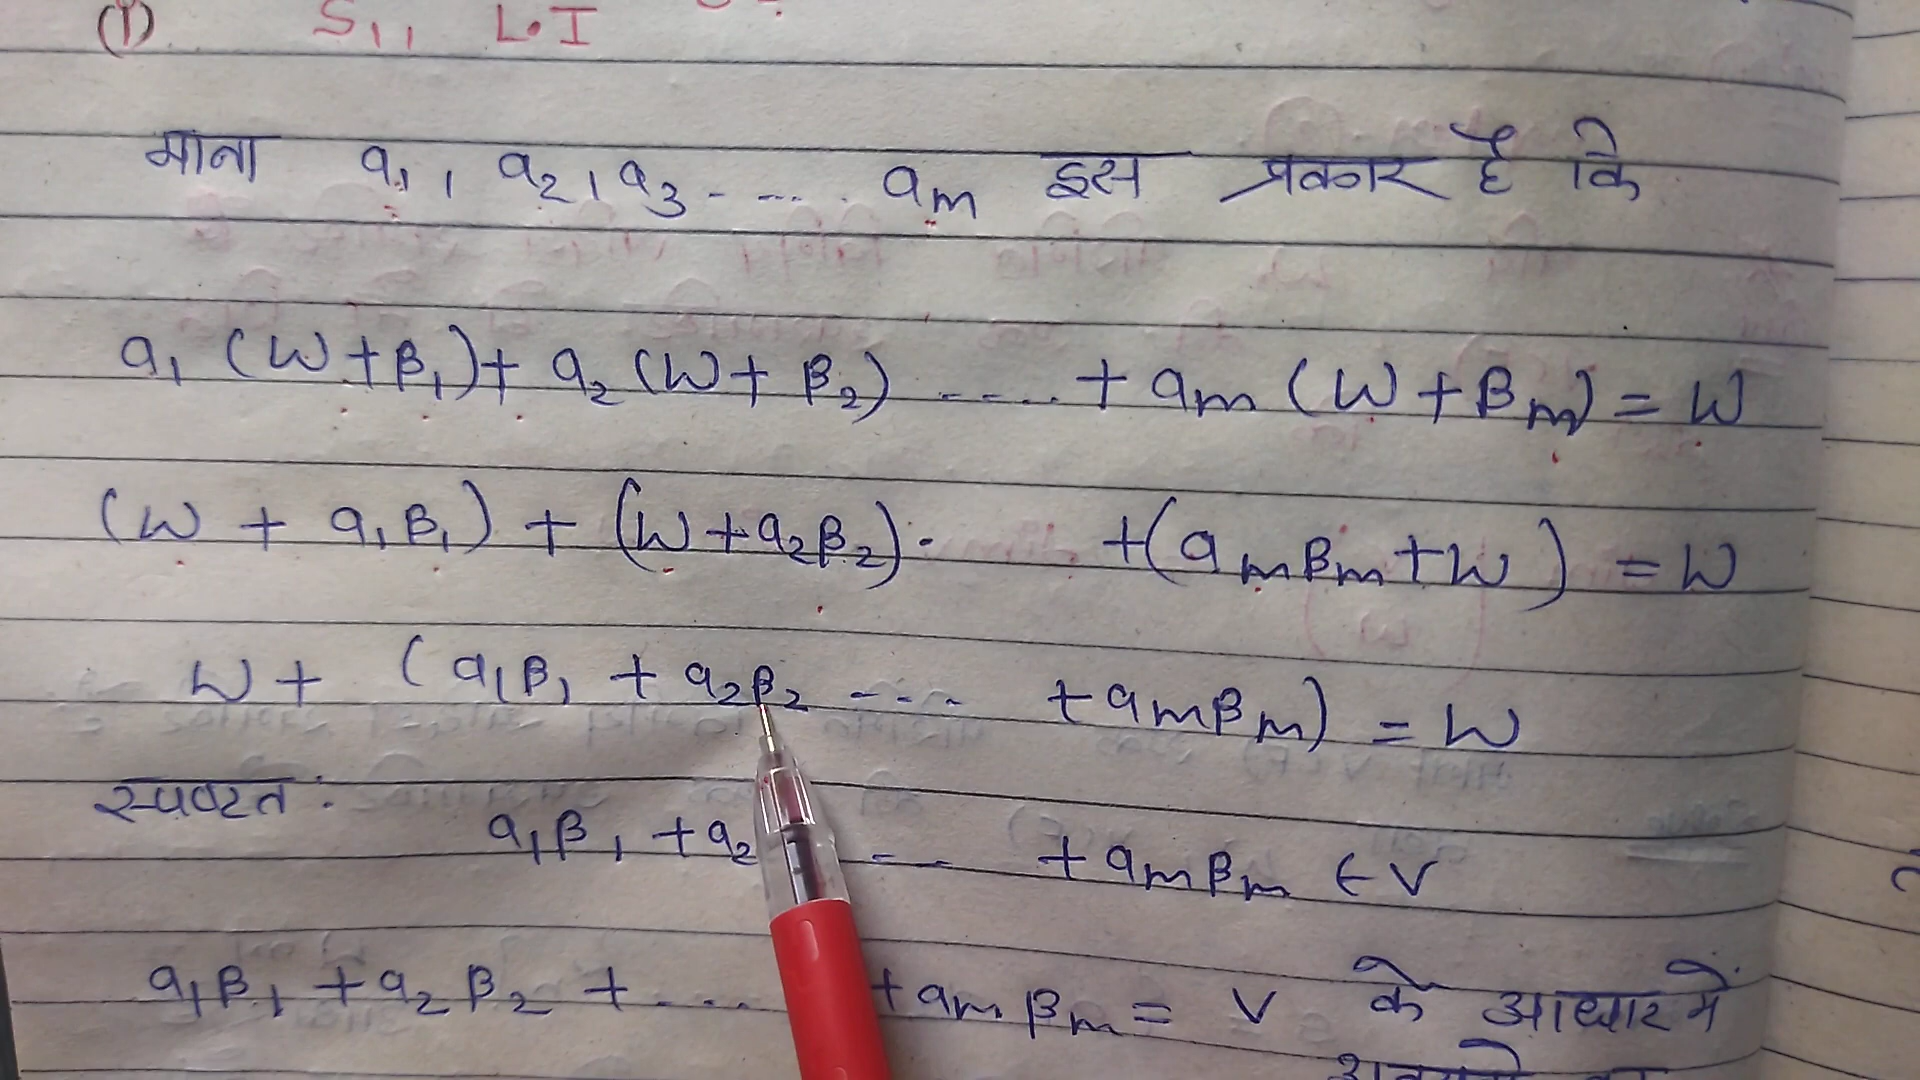 (i) S₁, L.I
माना a₁, a₂, a₃ - --- . aₘ इस प्रकार है कि
a₁ (W+β₁)+ a₂ (W+ β₂) ----. + aₘ (W+βₘ) = W
(W + a₁β₁) + (W+a₂β₂). +(aₘβₘ+W) = W
W + (a₁β₁ + a₂β₂ ---- + aₘβₘ) = W
स्पष्टत :
a₁β₁ + a₂ -- + aₘβₘ ∈ V
a₁β₁ + a₂β₂ + ... + aₘβₘ = V के आधार में